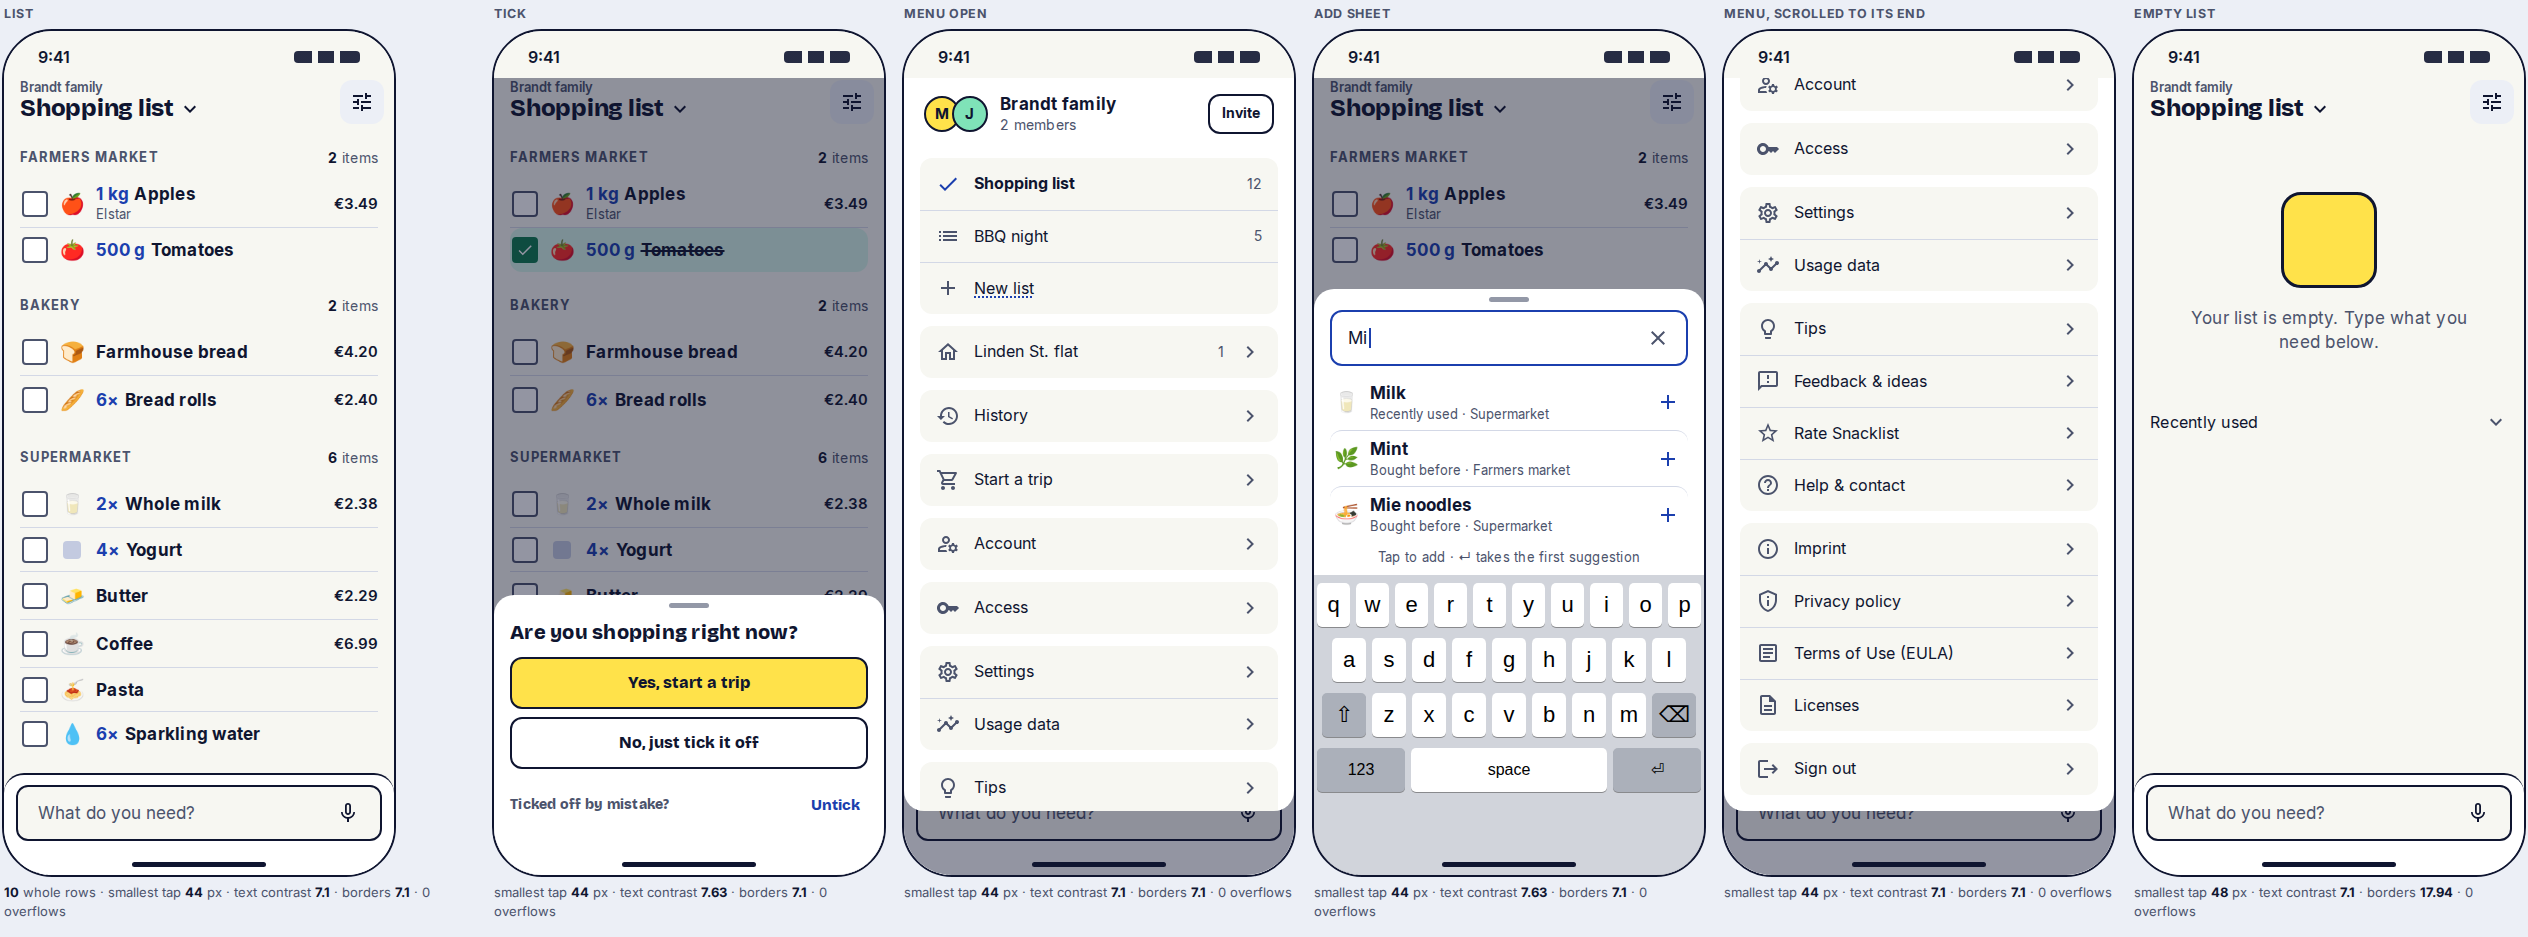 LIST
9:41
Brandt family
Shopping list
FARMERS MARKET 2 items
1 kg Apples €3.49
Elstar
500 g Tomatoes
BAKERY 2 items
Farmhouse bread €4.20
6× Bread rolls €2.40
SUPERMARKET 6 items
2× Whole milk €2.38
4× Yogurt
Butter €2.29
Coffee €6.99
Pasta
6× Sparkling water
What do you need?
10 whole rows · smallest tap 44 px · text contrast 7.1 · borders 7.1 · 0
overflows
TICK
9:41
Brandt family
Shopping list
FARMERS MARKET 2 items
1 kg Apples €3.49
Elstar
500 g Tomatoes
BAKERY 2 items
Farmhouse bread €4.20
6× Bread rolls €2.40
SUPERMARKET 6 items
2× Whole milk €2.38
4× Yogurt
Butter €2.29
Are you shopping right now?
Yes, start a trip
No, just tick it off
Ticked off by mistake? Untick
smallest tap 44 px · text contrast 7.63 · borders 7.1 · 0
overflows
MENU OPEN
9:41
M J
Brandt family
2 members
Invite
Shopping list 12
BBQ night 5
New list
Linden St. flat 1
History
Start a trip
Account
Access
Settings
Usage data
Tips
What do you need?
smallest tap 44 px · text contrast 7.1 · borders 7.1 · 0 overflows
ADD SHEET
9:41
Brandt family
Shopping list
FARMERS MARKET 2 items
1 kg Apples €3.49
Elstar
500 g Tomatoes
Mi
Milk
Recently used · Supermarket
Mint
Bought before · Farmers market
Mie noodles
Bought before · Supermarket
Tap to add · ↵ takes the first suggestion
q w e r t y u i o p
a s d f g h j k l
⇧ z x c v b n m ⌫
123 space ⏎
smallest tap 44 px · text contrast 7.63 · borders 7.1 · 0
overflows
MENU, SCROLLED TO ITS END
9:41
Account
Access
Settings
Usage data
Tips
Feedback & ideas
Rate Snacklist
Help & contact
Imprint
Privacy policy
Terms of Use (EULA)
Licenses
Sign out
What do you need?
smallest tap 44 px · text contrast 7.1 · borders 7.1 · 0 overflows
EMPTY LIST
9:41
Brandt family
Shopping list
Your list is empty. Type what you
need below.
Recently used
What do you need?
smallest tap 48 px · text contrast 7.1 · borders 17.94 · 0
overflows